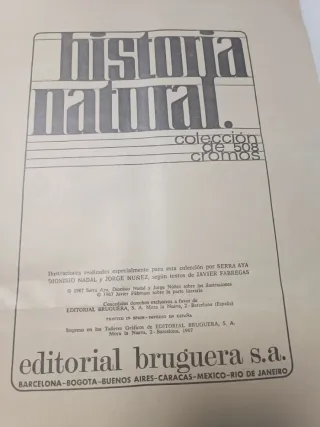 historia
natural.
colección
de 508
cromos
Ilustraciones realizadas especialmente para esta colección por SERRA AYA
DIONISIO NADAL y JORGE NUÑEZ, según textos de JAVIER FABREGAS
© 1967 Serra Aya, Dionisio Nadal y Jorge Núñez sobre las ilustraciones
© 1967 Javier Fábregas sobre la parte literaria
Concedidos derechos exclusivos a favor de
EDITORIAL BRUGUERA, S. A. Mora la Nueva, 2 - Barcelona (España)
PRINTED IN SPAIN - IMPRESO EN ESPAÑA
Impreso en los Talleres Gráficos de EDITORIAL BRUGUERA, S. A.
Mora la Nueva, 2 - Barcelona, 1967
editorial bruguera s.a.
BARCELONA-BOGOTA-BUENOS AIRES-CARACAS-MEXICO-RIO DE JANEIRO